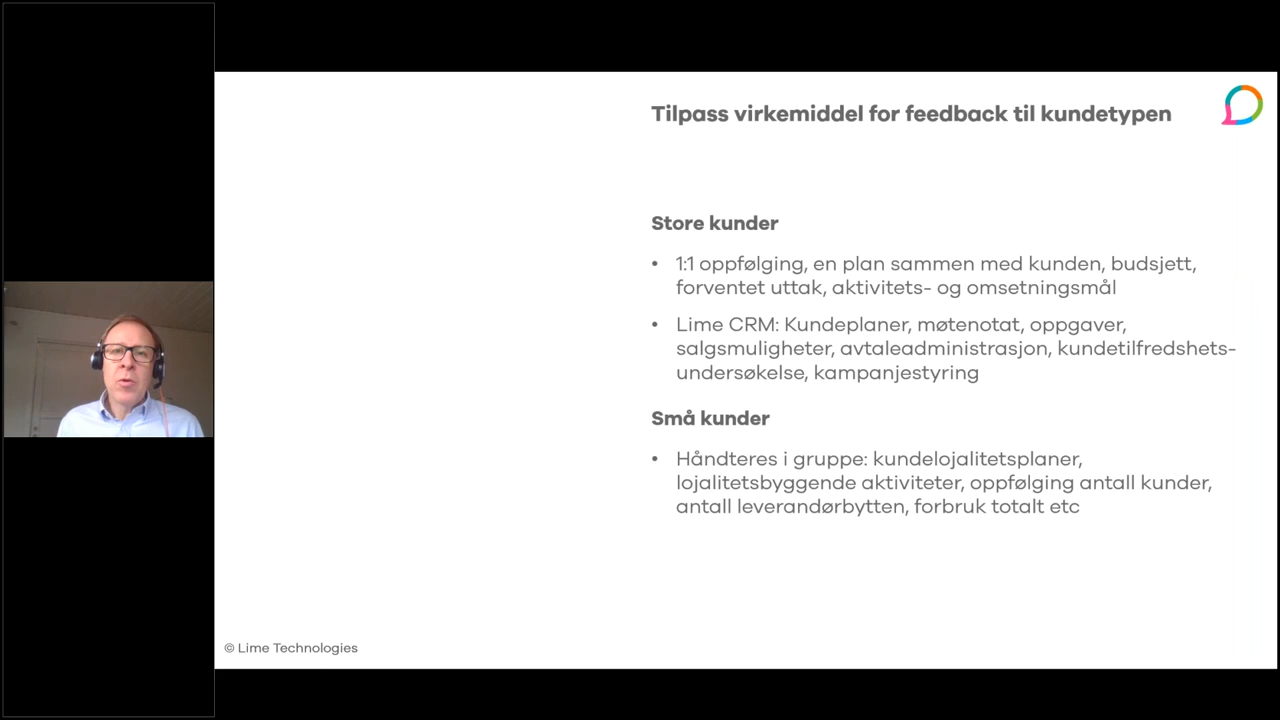 Tilpass virkemiddel for feedback til kundetypen
Store kunder
• 1:1 oppfølging, en plan sammen med kunden, budsjett,
forventet uttak, aktivitets- og omsetningsmål
• Lime CRM: Kundeplaner, møtenotat, oppgaver,
salgsmuligheter, avtaleadministrasjon, kundetilfredshets-
undersøkelse, kampanjestyring
Små kunder
• Håndteres i gruppe: kundelojalitetsplaner,
lojalitetsbyggende aktiviteter, oppfølging antall kunder,
antall leverandørbytten, forbruk totalt etc
© Lime Technologies